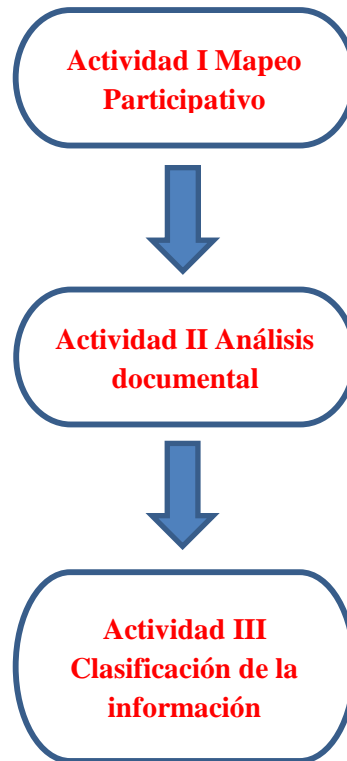 Actividad I Mapeo
Participativo
Actividad II Análisis
documental
Actividad III
Clasificación de la
información